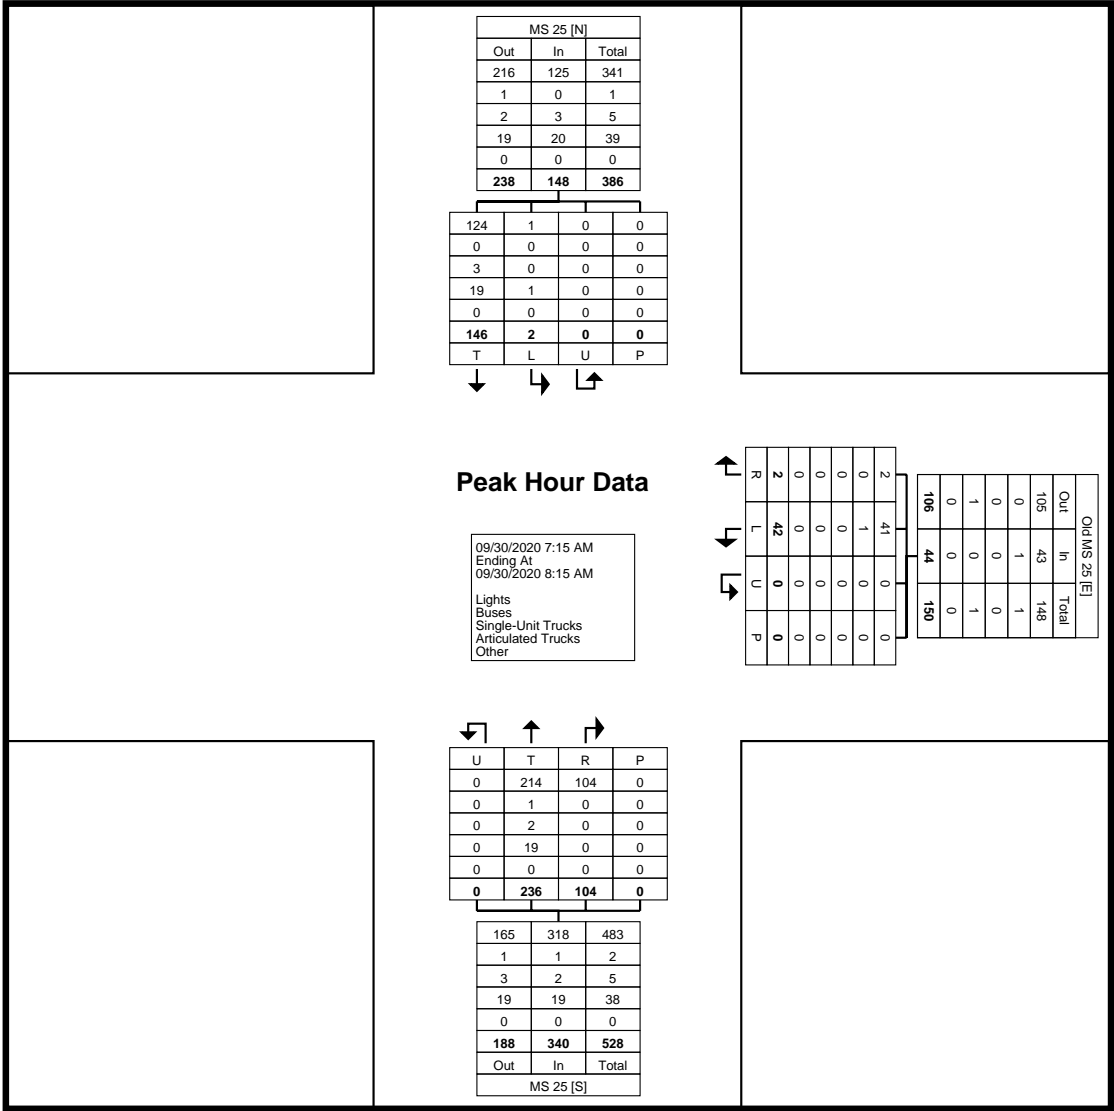 MS 25 [N]
Out In Total
216 125 341
1 0 1
2 3 5
19 20 39
0 0 0
238 148 386
124 1 0 0
0 0 0 0
3 0 0 0
19 1 0 0
0 0 0 0
146 2 0 0
T L U P
Peak Hour Data
09/30/2020 7:15 AM
Ending At
09/30/2020 8:15 AM
Lights
Buses
Single-Unit Trucks
Articulated Trucks
Other
Old MS 25 [E]
Out In Total
105 43 148
0 1 1
0 0 0
1 0 1
0 0 0
106 44 150
2 41 0 0
0 1 0 0
0 0 0 0
0 0 0 0
0 0 0 0
2 42 0 0
R L U P
U T R P
0 214 104 0
0 1 0 0
0 2 0 0
0 19 0 0
0 0 0 0
0 236 104 0
165 318 483
1 1 2
3 2 5
19 19 38
0 0 0
188 340 528
Out In Total
MS 25 [S]